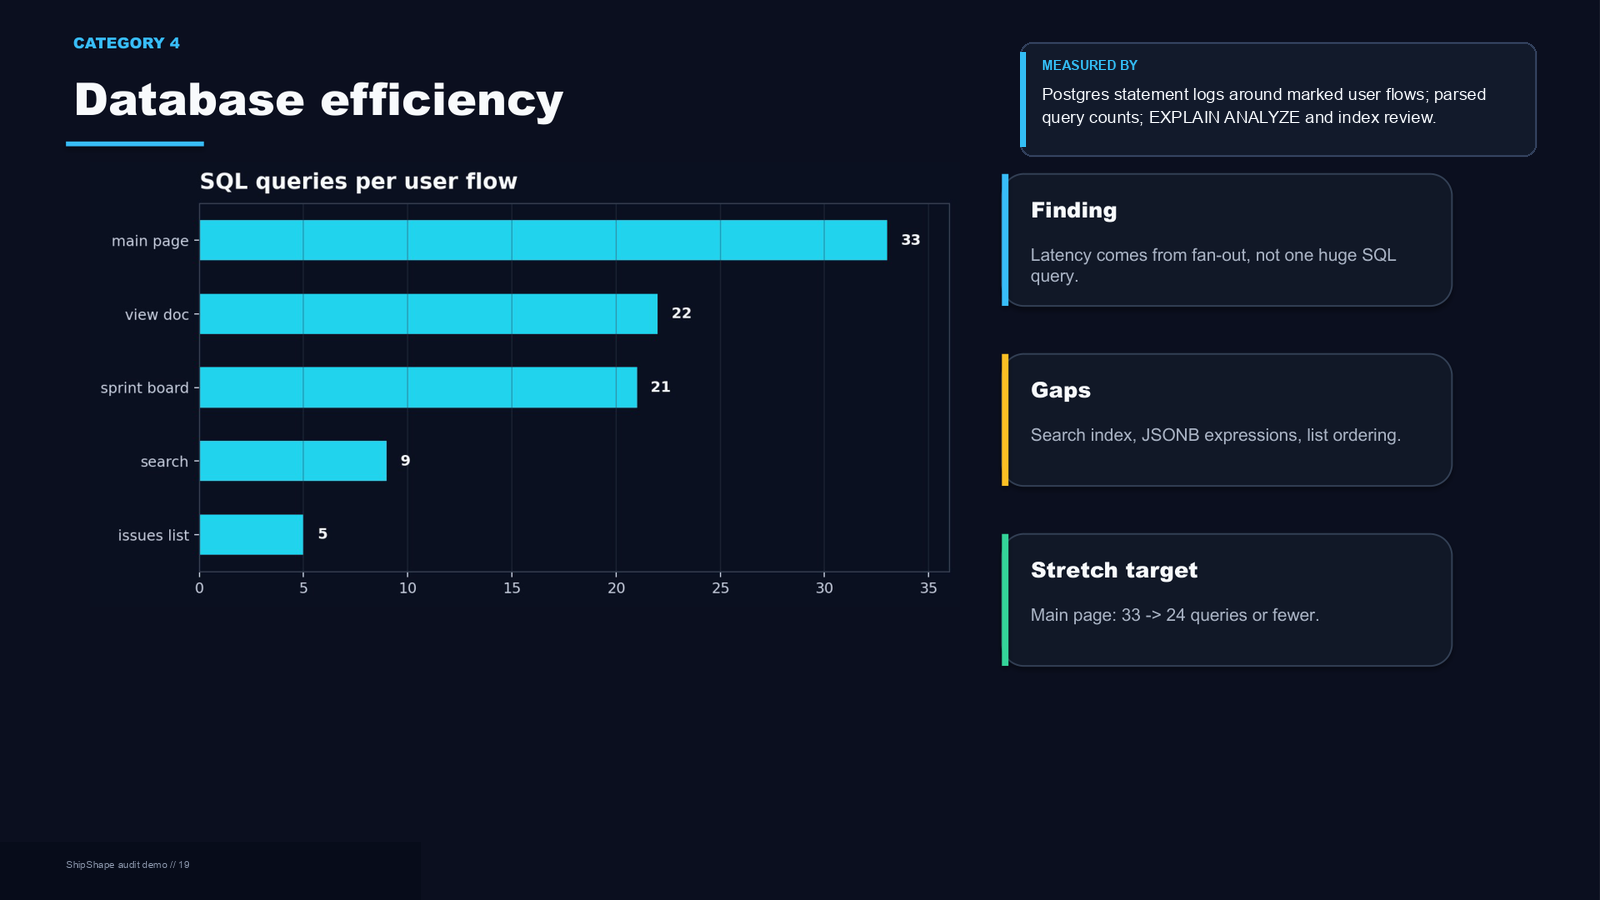 CATEGORY 4
Database efficiency
MEASURED BY
Postgres statement logs around marked user flows; parsed
query counts; EXPLAIN ANALYZE and index review.
SQL queries per user flow
main page
33
view doc
22
sprint board
21
search
9
issues list
5
0 5 10 15 20 25 30 35
Finding
Latency comes from fan-out, not one huge SQL
query.
Gaps
Search index, JSONB expressions, list ordering.
Stretch target
Main page: 33 -> 24 queries or fewer.
ShipShape audit demo // 19